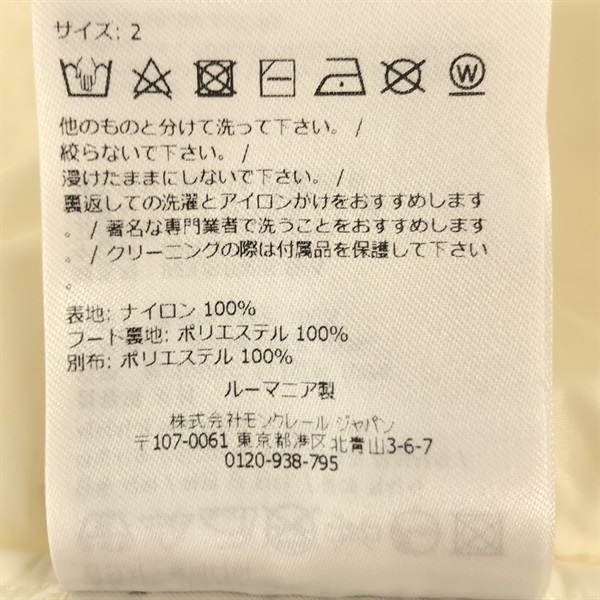 サイズ: 2
W
他のものと分けて洗って下さい。 /
絞らないで下さい。/
浸けたままにしないで下さい。 /
裏返しての洗濯とアイロンがけをおすすめします
。/ 著名な専門業者で洗うことをおすすめします
。/ クリーニングの際は付属品を保護して下さい
。
表地: ナイロン 100%
フード裏地: ポリエステル 100%
別布: ポリエステル 100%
ルーマニア製
株式会社モンクレール ジャパン
〒107-0061 東京都港区北青山3-6-7
0120-938-795